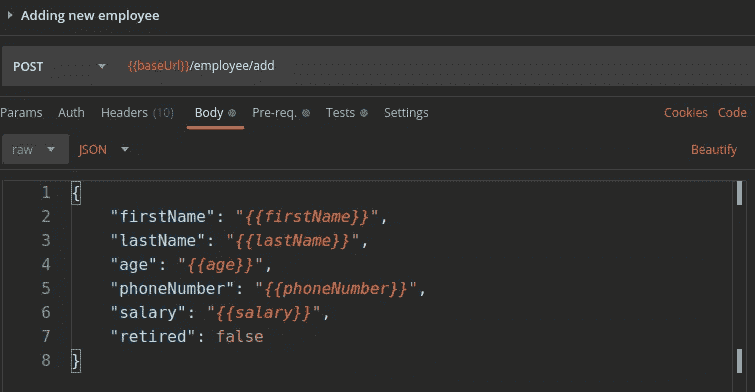 Adding new employee
POST {{baseUrl}}/employee/add
Params Auth Headers (10) Body Pre-req. Tests Settings Cookies Code
raw JSON Beautify
1 {
2 "firstName": "{{firstName}}",
3 "lastName": "{{lastName}}",
4 "age": "{{age}}",
5 "phoneNumber": "{{phoneNumber}}",
6 "salary": "{{salary}}",
7 "retired": false
8 }